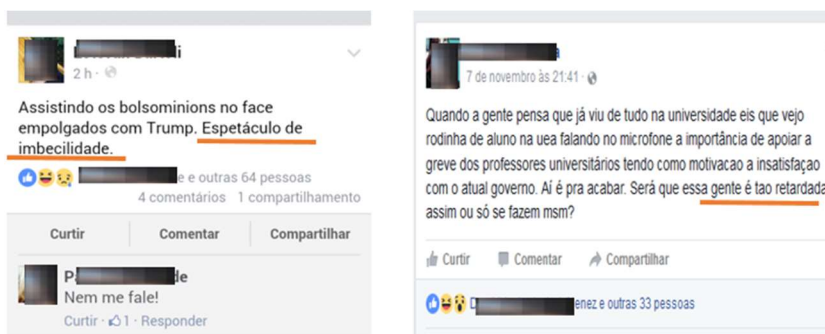 2 h
Assistindo os bolsominions no face
empolgados com Trump. Espetáculo de
imbecilidade.
e outras 64 pessoas
4 comentários 1 compartilhamento
Curtir Comentar Compartilhar
Nem me fale!
Curtir · 1 · Responder
7 de novembro às 21:41 ·
Quando a gente pensa que já viu de tudo na universidade eis que vejo
rodinha de aluno na uea falando no microfone a importância de apoiar a
greve dos professores universitários tendo como motivacao a insatisfaçao
com o atual governo. Aí é pra acabar. Será que essa gente é tao retardada
assim ou só se fazem msm?
Curtir Comentar Compartilhar
enez e outras 33 pessoas